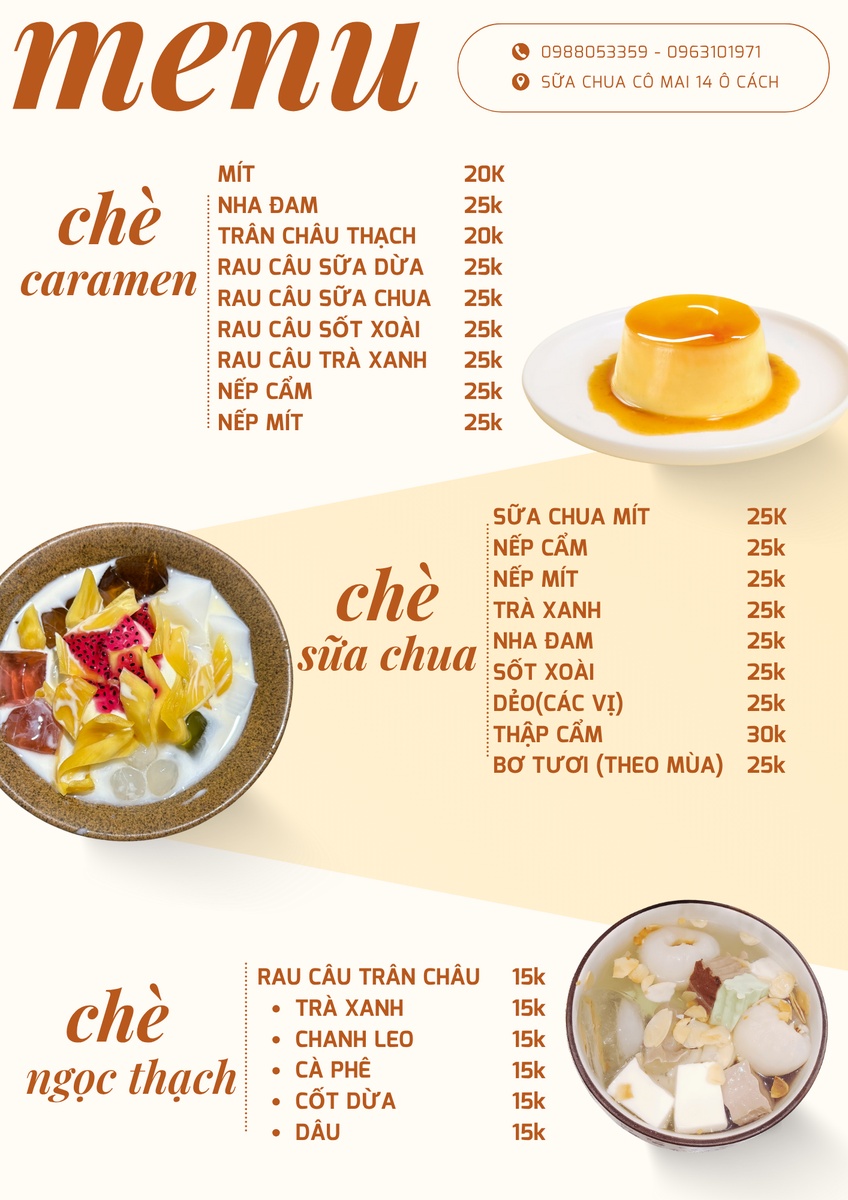 menu
0988053359 - 0963101971
SỮA CHUA CÔ MAI 14 Ô CÁCH
chè
caramen
MÍT 20K
NHA ĐAM 25k
TRÂN CHÂU THẠCH 20k
RAU CÂU SỮA DỪA 25k
RAU CÂU SỮA CHUA 25k
RAU CÂU SỐT XOÀI 25k
RAU CÂU TRÀ XANH 25k
NẾP CẨM 25k
NẾP MÍT 25k
chè
sữa chua
SỮA CHUA MÍT 25K
NẾP CẨM 25k
NẾP MÍT 25k
TRÀ XANH 25k
NHA ĐAM 25k
SỐT XOÀI 25k
DẺO(CÁC VỊ) 25k
THẬP CẨM 30k
BƠ TƯƠI (THEO MÙA) 25k
chè
ngọc thạch
RAU CÂU TRÂN CHÂU 15k
• TRÀ XANH 15k
• CHANH LEO 15k
• CÀ PHÊ 15k
• CỐT DỪA 15k
• DÂU 15k